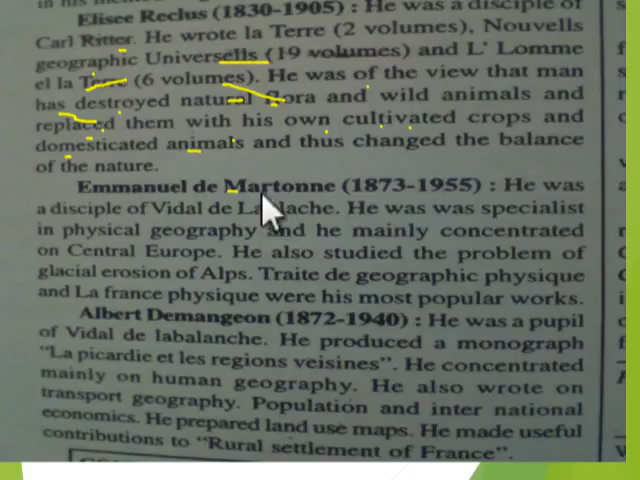 Elisee Reclus (1830-1905) : He was a disciple of
Carl Ritter. He wrote la Terre (2 volumes), Nouvells
geographic Universells (19 volumes) and L' Lomme
el la Terre (6 volumes). He was of the view that man
has destroyed natural flora and wild animals and
replaced them with his own cultivated crops and
domesticated animals and thus changed the balance
of the nature.
Emmanuel de Martonne (1873-1955) : He was
a disciple of Vidal de Lablache. He was was specialist
in physical geography and he mainly concentrated
on Central Europe. He also studied the problem of
glacial erosion of Alps. Traite de geographic physique
and La france physique were his most popular works.
Albert Demangeon (1872-1940) : He was a pupil
of Vidal de labalanche. He produced a monograph
"La picardie et les regions veisines". He concentrated
mainly on human geography. He also wrote on
transport geography. Population and inter national
economics. He prepared land use maps. He made useful
contributions to "Rural settlement of France".